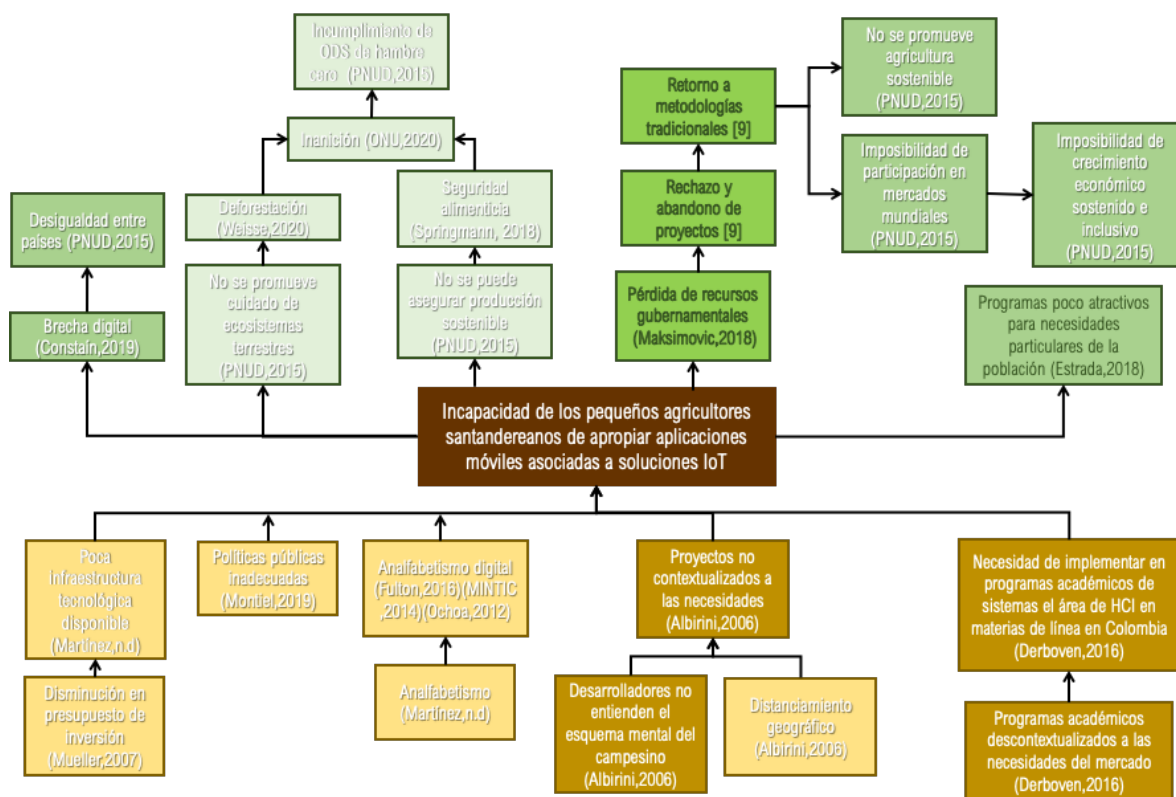 Incumplimiento de
ODS de hambre
cero (PNUD,2015)
No se promueve
agricultura
sostenible
(PNUD,2015)
Retorno a
metodologías
tradicionales [9]
Inanición (ONU,2020)
Imposibilidad de
participación en
mercados
mundiales
(PNUD,2015)
Imposibilidad de
crecimiento
económico
sostenido e
inclusivo
(PNUD,2015)
Desigualdad entre
países (PNUD,2015)
Deforestación
(Weisse,2020)
Seguridad
alimenticia
(Springmann, 2018)
Rechazo y
abandono de
proyectos [9]
Brecha digital
(Constaín,2019)
No se promueve
cuidado de
ecosistemas
terrestres
(PNUD,2015)
No se puede
asegurar producción
sostenible
(PNUD,2015)
Pérdida de recursos
gubernamentales
(Maksimovic,2018)
Programas poco atractivos
para necesidades
particulares de la
población (Estrada,2018)
Incapacidad de los pequeños agricultores
santandereanos de apropiar aplicaciones
móviles asociadas a soluciones IoT
Poca
infraestructura
tecnológica
disponible
(Martínez,n.d)
Políticas públicas
inadecuadas
(Montiel,2019)
Analfabetismo digital
(Fulton,2016)(MINTIC
,2014)(Ochoa,2012)
Proyectos no
contextualizados a
las necesidades
(Albirini,2006)
Necesidad de implementar en
programas académicos de
sistemas el área de HCI en
materias de línea en Colombia
(Derboven,2016)
Disminución en
presupuesto de
inversión
(Mueller,2007)
Analfabetismo
(Martínez,n.d)
Desarrolladores no
entienden el
esquema mental del
campesino
(Albirini,2006)
Distanciamiento
geográfico
(Albirini,2006)
Programas académicos
descontextualizados a las
necesidades del mercado
(Derboven,2016)